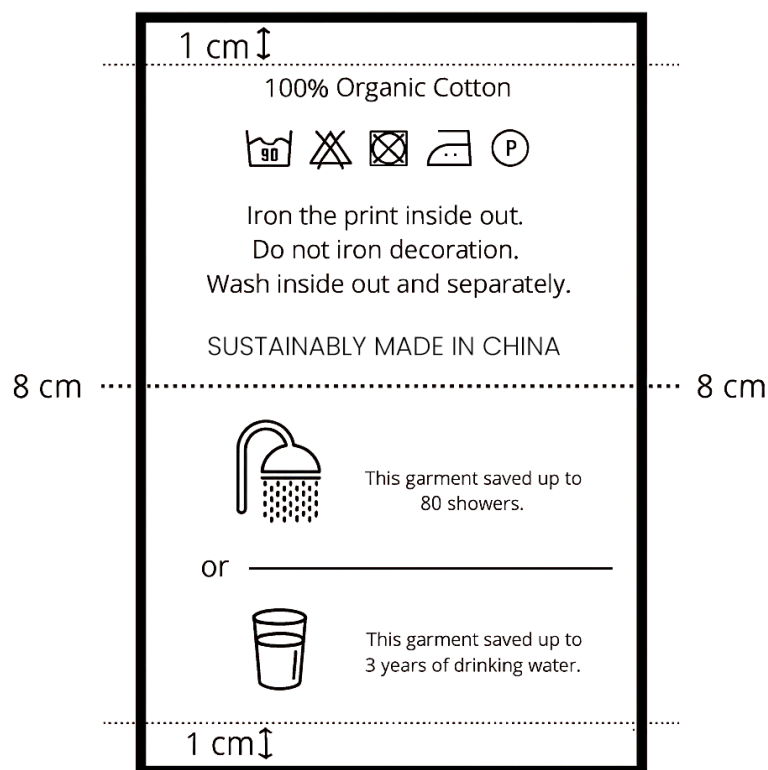 1 cm
100% Organic Cotton
90 P
Iron the print inside out.
Do not iron decoration.
Wash inside out and separately.
SUSTAINABLY MADE IN CHINA
8 cm 8 cm
This garment saved up to
80 showers.
or
This garment saved up to
3 years of drinking water.
1 cm